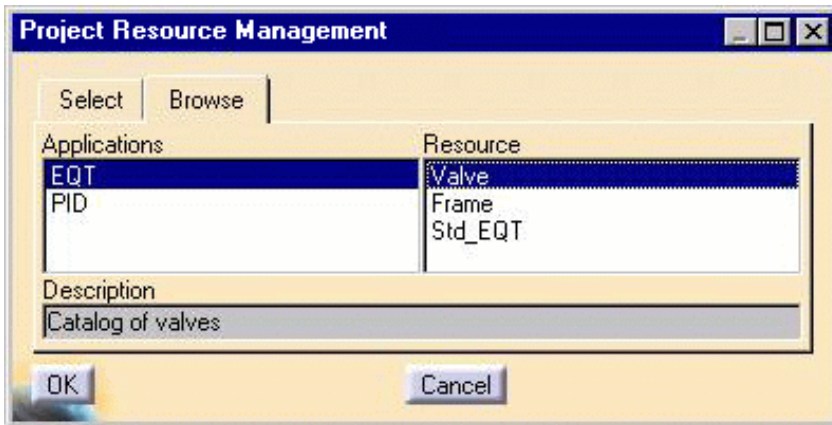 Project Resource Management
Select Browse
Applications Resource
EQT Valve
PID Frame
Std_EQT
Description
Catalog of valves
OK Cancel